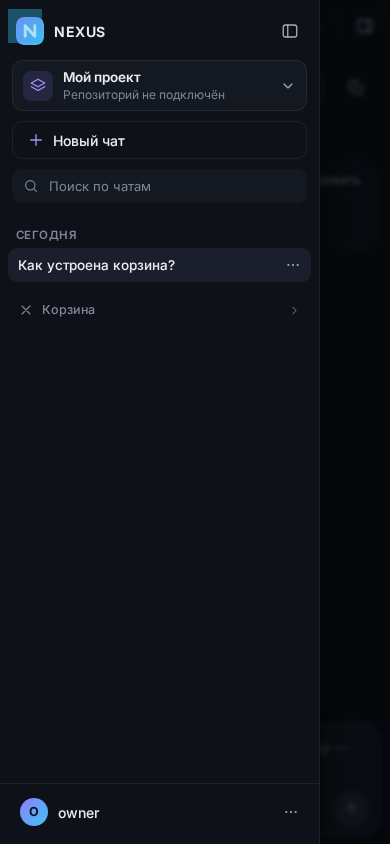 NEXUS
Мой проект
Репозиторий не подключён
Новый чат
Поиск по чатам
СЕГОДНЯ
Как устроена корзина?
Корзина
O
owner